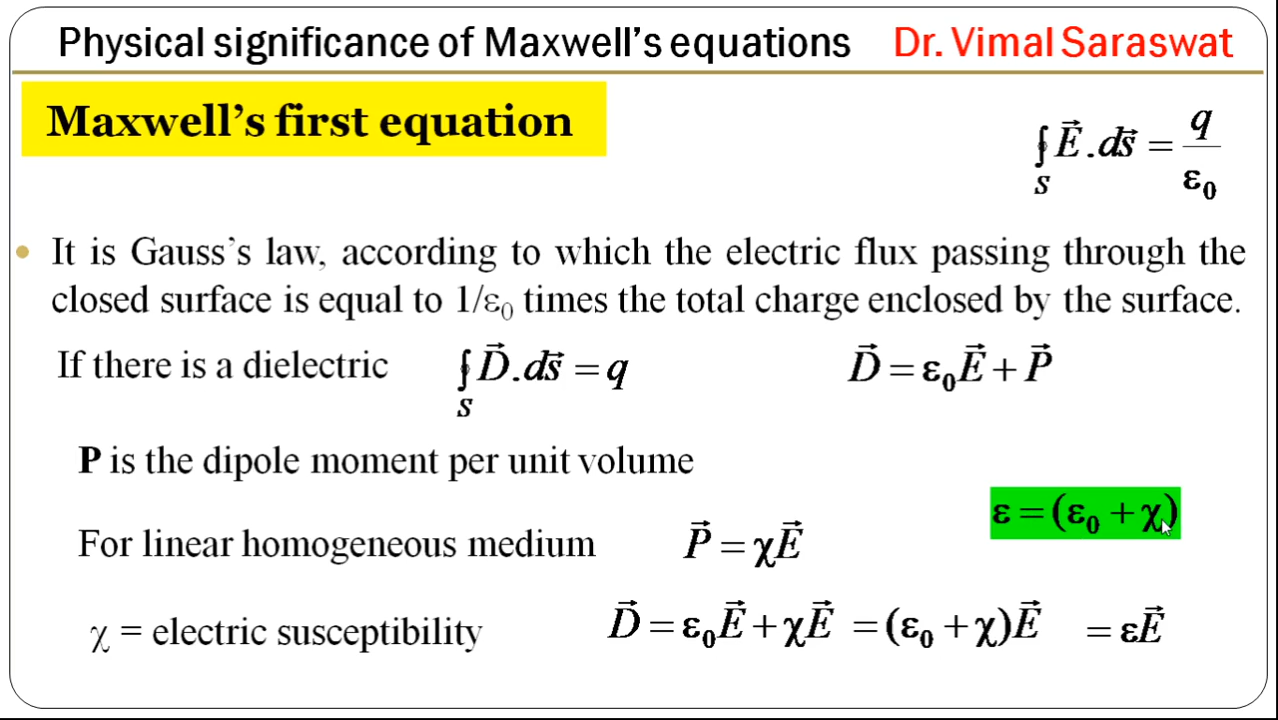 Physical significance of Maxwell's equations Dr. Vimal Saraswat
Maxwell's first equation
∮_S E⃗.ds⃗ = q/ε₀
• It is Gauss's law, according to which the electric flux passing through the
closed surface is equal to 1/ε₀ times the total charge enclosed by the surface.
If there is a dielectric ∮_S D⃗.ds⃗ = q D⃗ = ε₀E⃗ + P⃗
P is the dipole moment per unit volume
ε = (ε₀ + χ)
For linear homogeneous medium P⃗ = χE⃗
χ = electric susceptibility D⃗ = ε₀E⃗ + χE⃗ = (ε₀ + χ)E⃗ = εE⃗